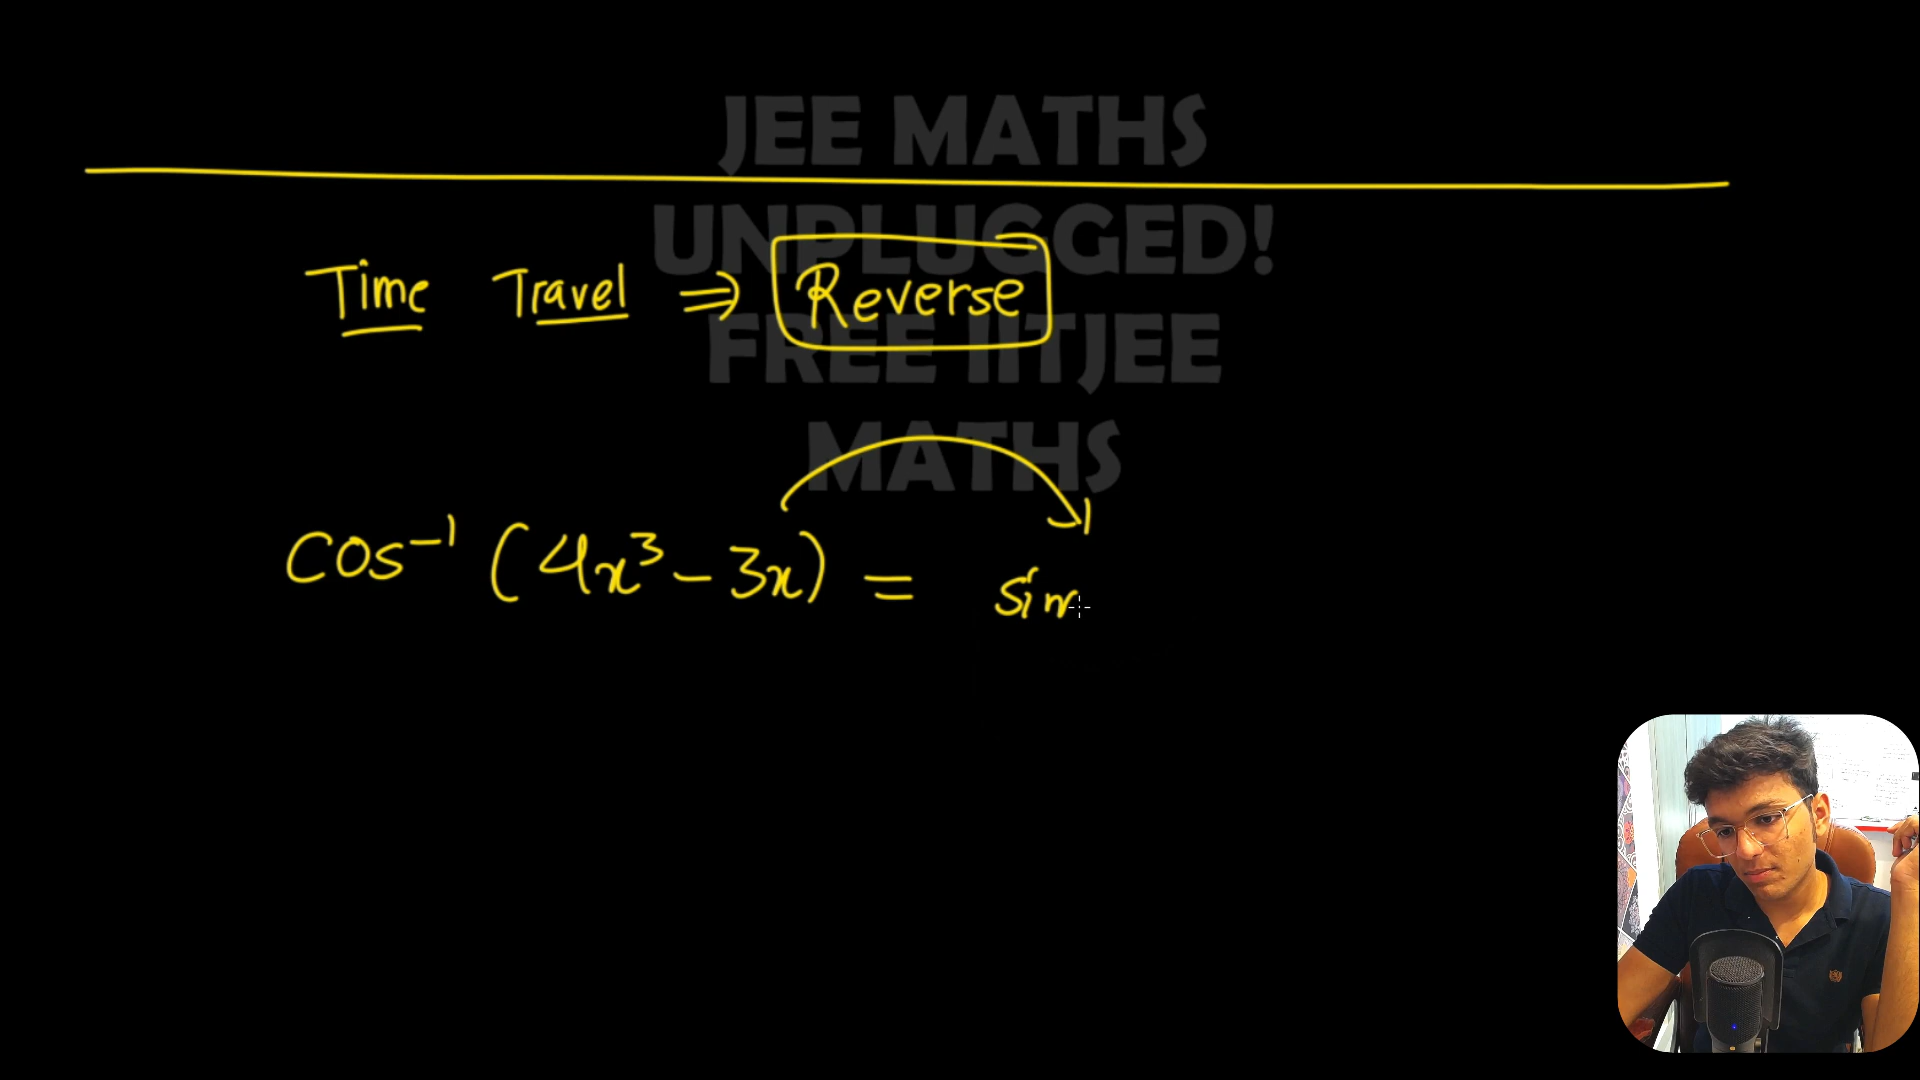 JEE MATHS
UNPLUGGED!
FREE IITJEE
MATHS
Time Travel ⇒ Reverse
cos⁻¹ (4x³ − 3x) = sin